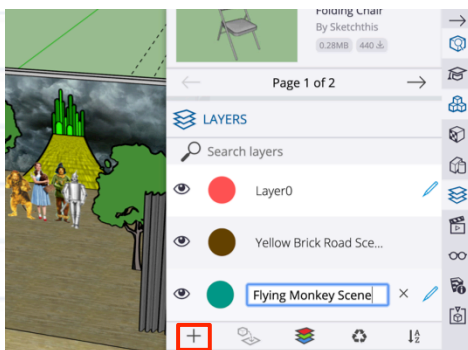 Folding Chair
By Sketchthis
0.28MB 440
Page 1 of 2
LAYERS
Search layers
Layer0
Yellow Brick Road Sce...
Flying Monkey Scene
A
Z